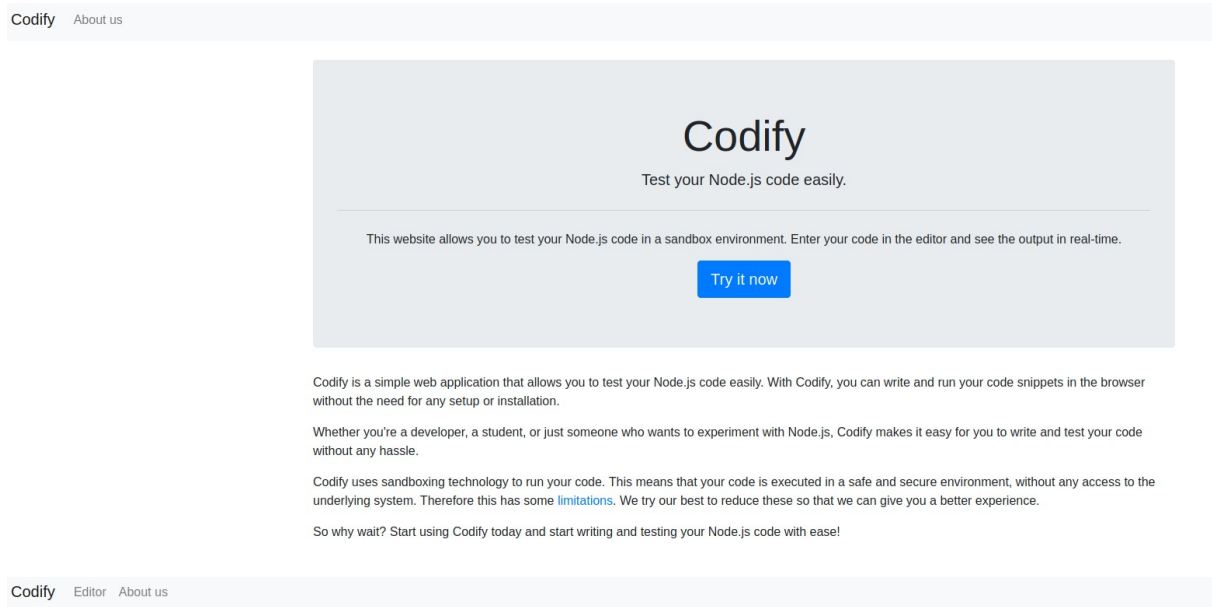 Codify About us
Codify
Test your Node.js code easily.
This website allows you to test your Node.js code in a sandbox environment. Enter your code in the editor and see the output in real-time.
Try it now
Codify is a simple web application that allows you to test your Node.js code easily. With Codify, you can write and run your code snippets in the browser
without the need for any setup or installation.
Whether you're a developer, a student, or just someone who wants to experiment with Node.js, Codify makes it easy for you to write and test your code
without any hassle.
Codify uses sandboxing technology to run your code. This means that your code is executed in a safe and secure environment, without any access to the
underlying system. Therefore this has some limitations. We try our best to reduce these so that we can give you a better experience.
So why wait? Start using Codify today and start writing and testing your Node.js code with ease!
Codify Editor About us